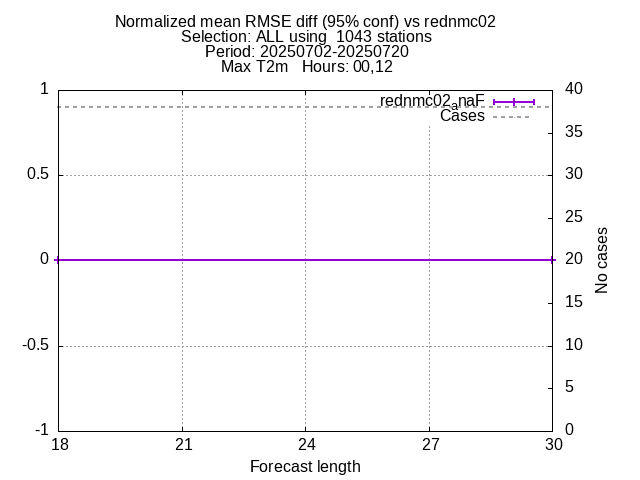 Normalized mean RMSE diff (95% conf) vs rednmc02
Selection: ALL using  1043 stations
Period: 20250702-20250720
Max T2m   Hours: 00,12
1
0.5
0
-0.5
-1
40
35
30
25
20
15
10
5
0
rednmc02anaF
Cases
No cases
18
21
24
27
30
Forecast length